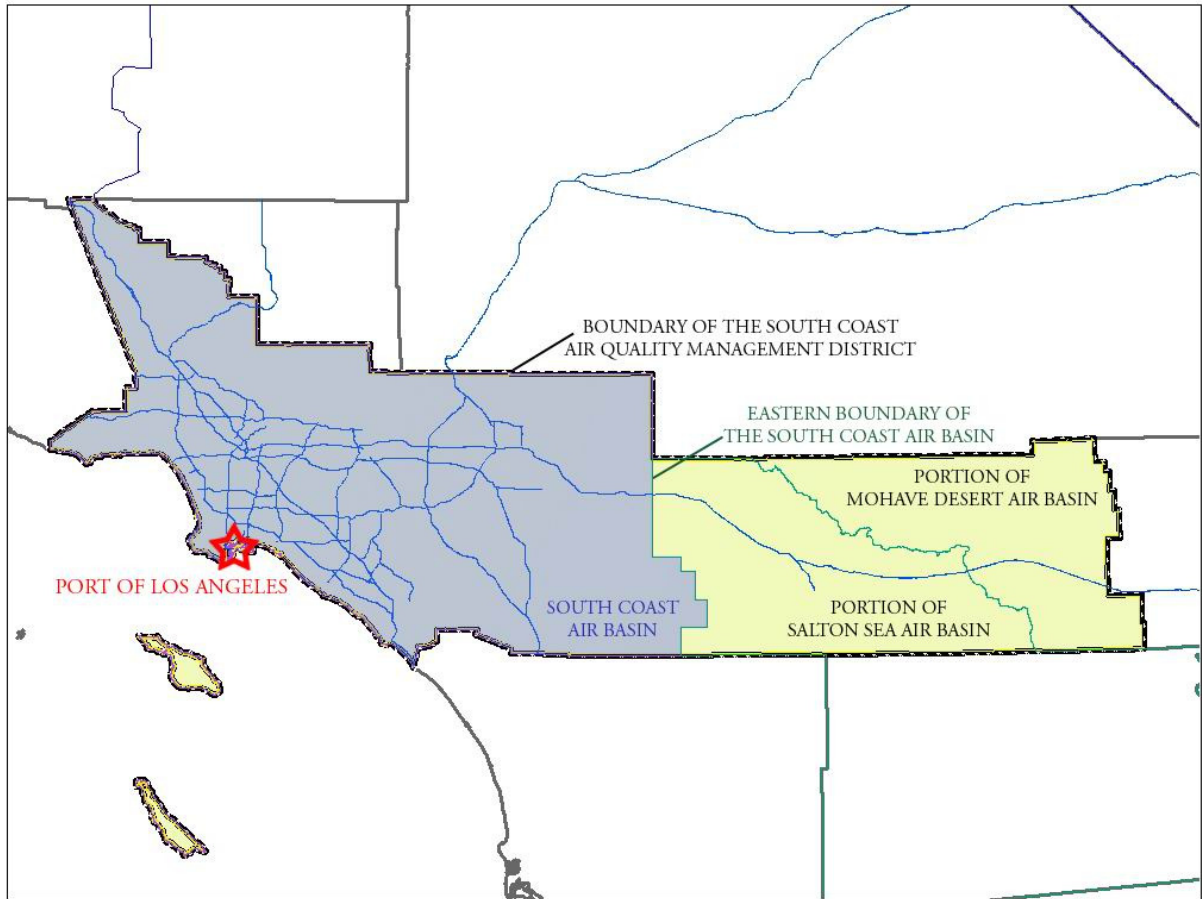 BOUNDARY OF THE SOUTH COAST
AIR QUALITY MANAGEMENT DISTRICT
EASTERN BOUNDARY OF
THE SOUTH COAST AIR BASIN
PORTION OF
MOHAVE DESERT AIR BASIN
PORT OF LOS ANGELES
SOUTH COAST
AIR BASIN
PORTION OF
SALTON SEA AIR BASIN